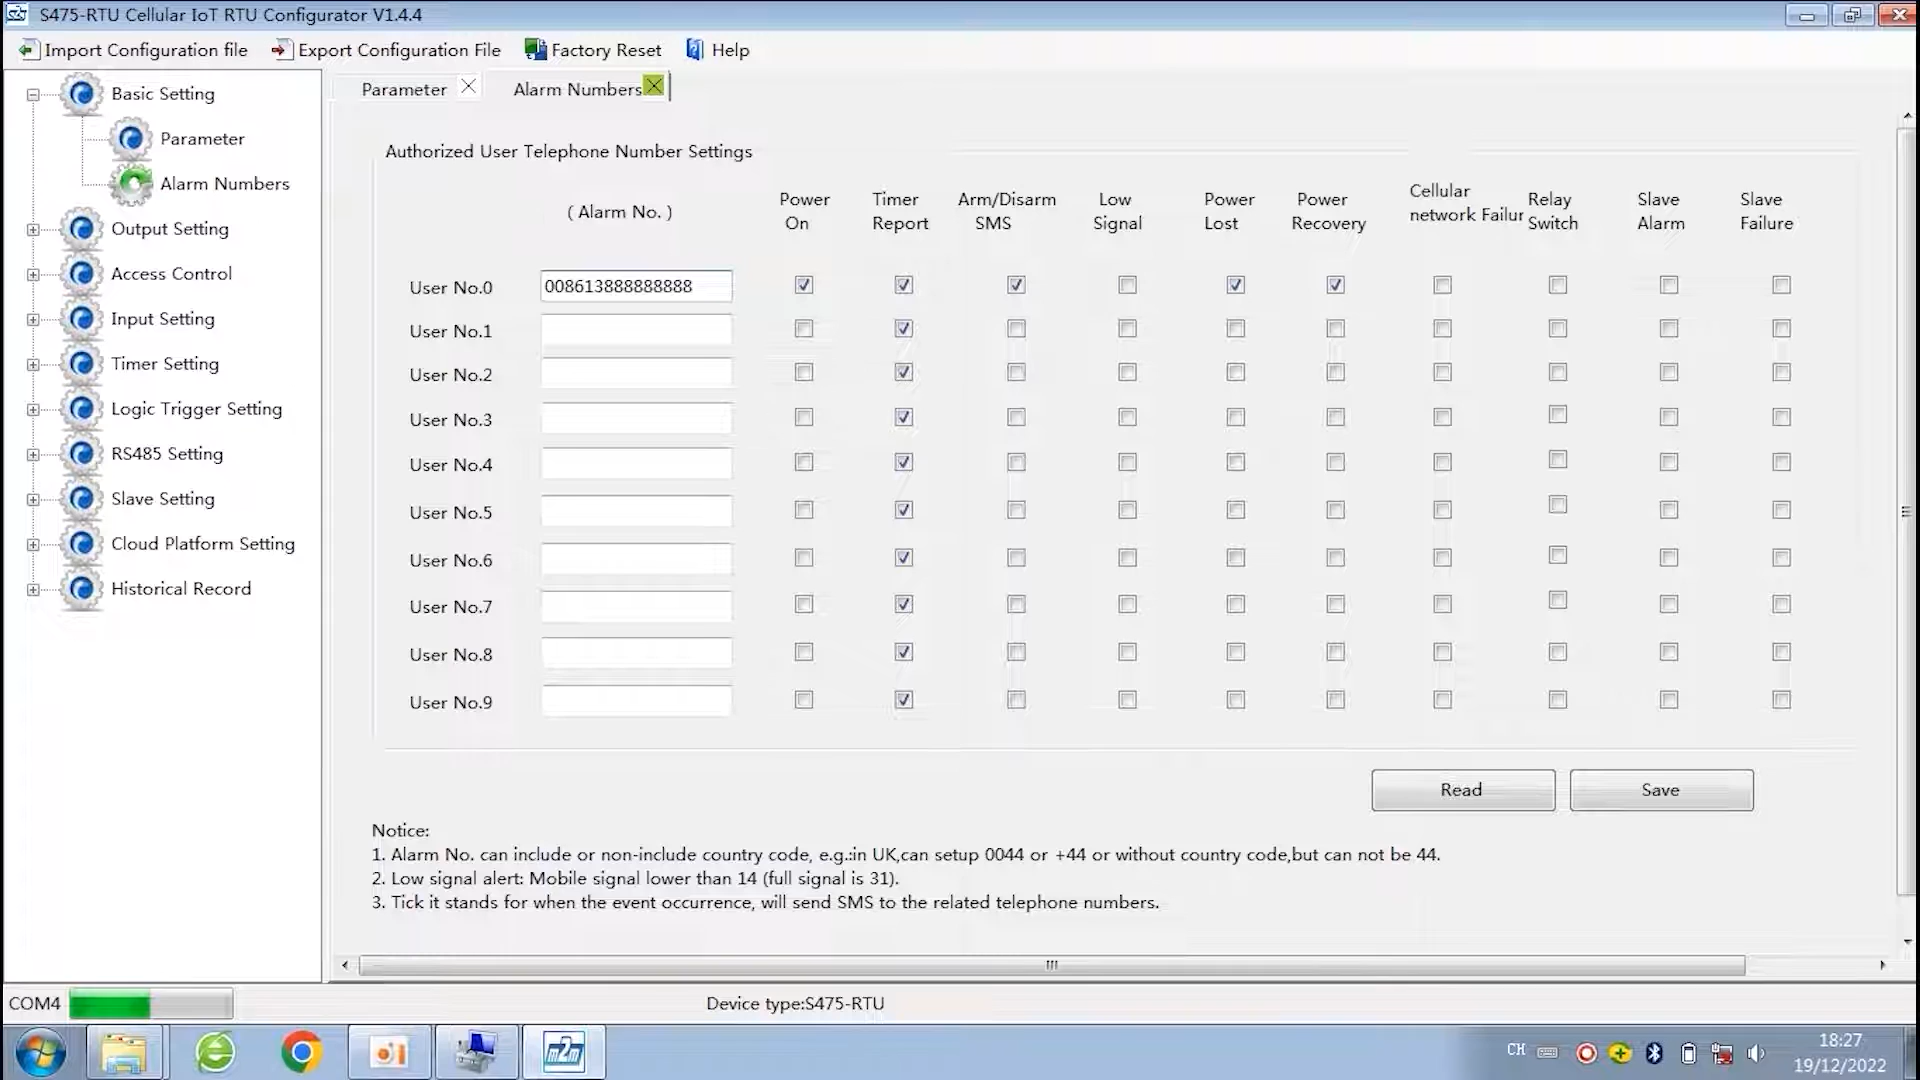 S475-RTU Cellular IoT RTU Configurator V1.4.4
Import Configuration file Export Configuration File Factory Reset Help
Basic Setting
Parameter
Alarm Numbers
Output Setting
Access Control
Input Setting
Timer Setting
Logic Trigger Setting
RS485 Setting
Slave Setting
Cloud Platform Setting
Historical Record
Parameter Alarm Numbers
Authorized User Telephone Number Settings
( Alarm No. )
Power On
Timer Report
Arm/Disarm SMS
Low Signal
Power Lost
Power Recovery
Cellular network Failur
Relay Switch
Slave Alarm
Slave Failure
User No.0 008613888888888
User No.1
User No.2
User No.3
User No.4
User No.5
User No.6
User No.7
User No.8
User No.9
Read Save
Notice:
1. Alarm No. can include or non-include country code, e.g.:in UK,can setup 0044 or +44 or without country code,but can not be 44.
2. Low signal alert: Mobile signal lower than 14 (full signal is 31).
3. Tick it stands for when the event occurrence, will send SMS to the related telephone numbers.
COM4 Device type:S475-RTU
m2m
CH 18:27
19/12/2022